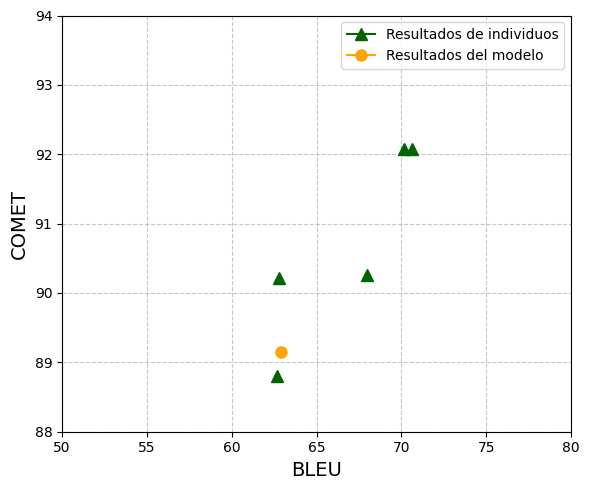 94
93
92
91
90
89
88
COMET
Resultados de individuos
Resultados del modelo
50 55 60 65 70 75 80
BLEU